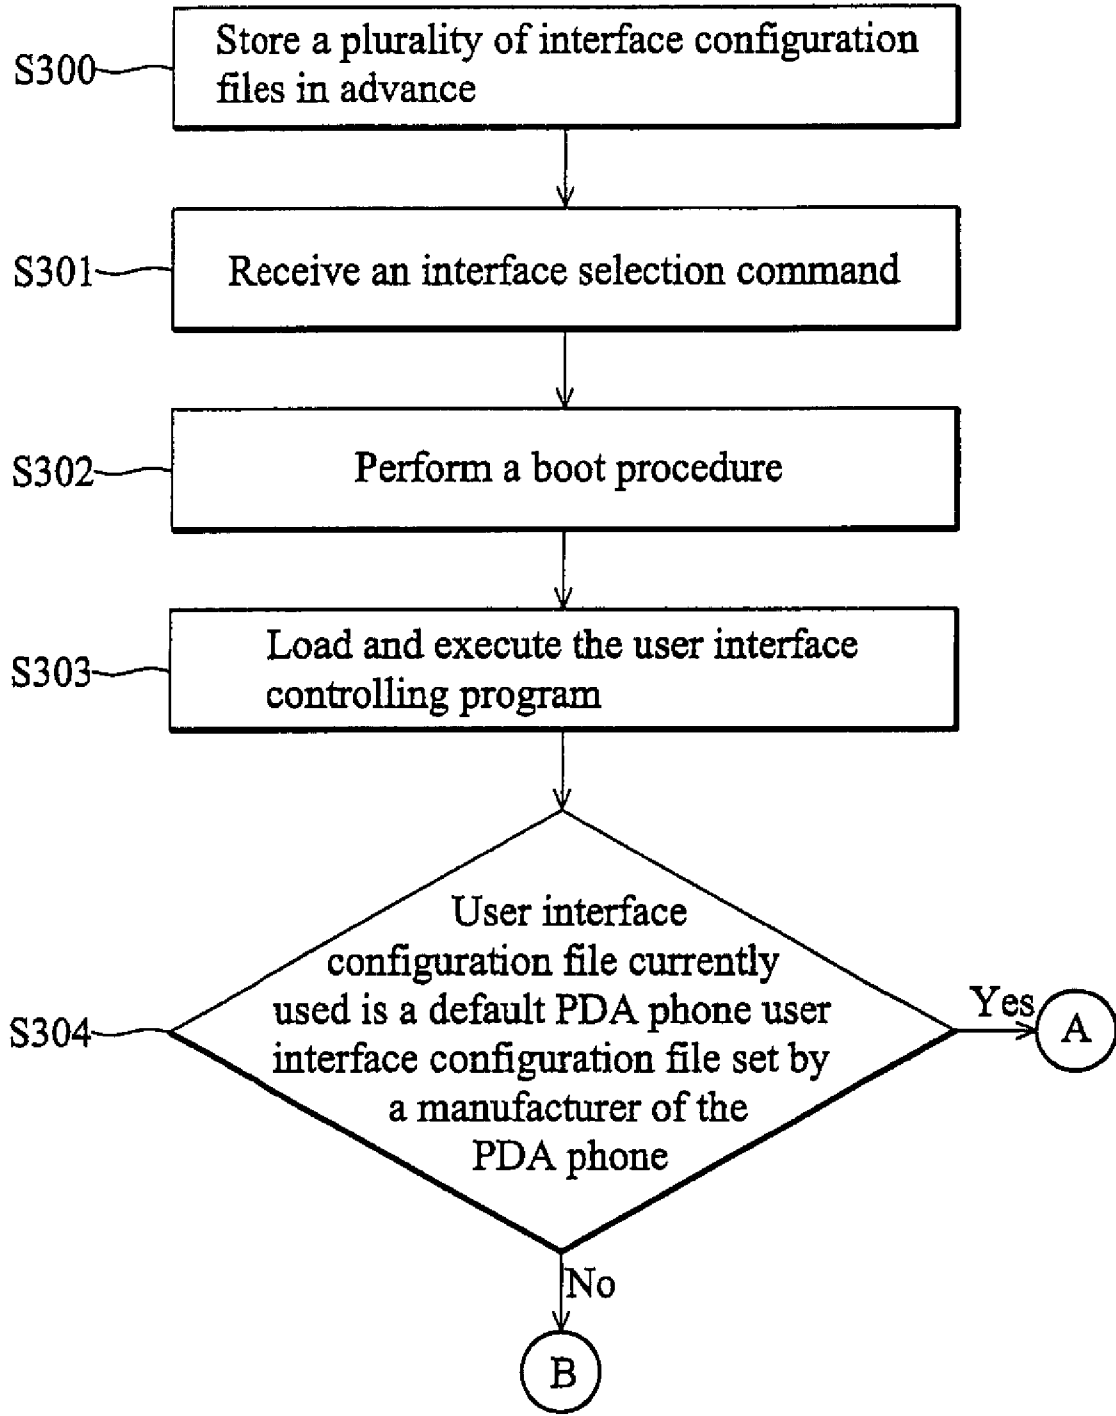 Store a plurality of interface configuration
files in advance
S300
Receive an interface selection command
S301
Perform a boot procedure
S302
Load and execute the user interface
controlling program
S303
User interface
configuration file currently
used is a default PDA phone user
interface configuration file set by
a manufacturer of the
PDA phone
S304
Yes
A
No
B